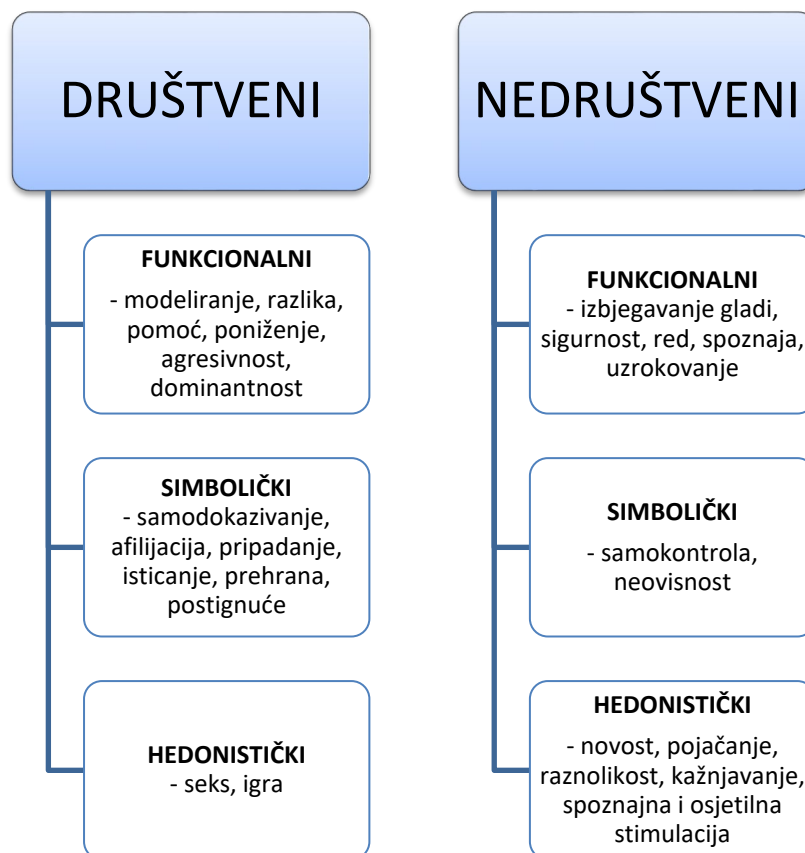 DRUŠTVENI
FUNKCIONALNI
- modeliranje, razlika,
pomoć, poniženje,
agresivnost,
dominantnost
SIMBOLIČKI
- samodokazivanje,
afilijacija, pripadanje,
isticanje, prehrana,
postignuće
HEDONISTIČKI
- seks, igra
NEDRUŠTVENI
FUNKCIONALNI
- izbjegavanje gladi,
sigurnost, red, spoznaja,
uzrokovanje
SIMBOLIČKI
- samokontrola,
neovisnost
HEDONISTIČKI
- novost, pojačanje,
raznolikost, kažnjavanje,
spoznajna i osjetilna
stimulacija